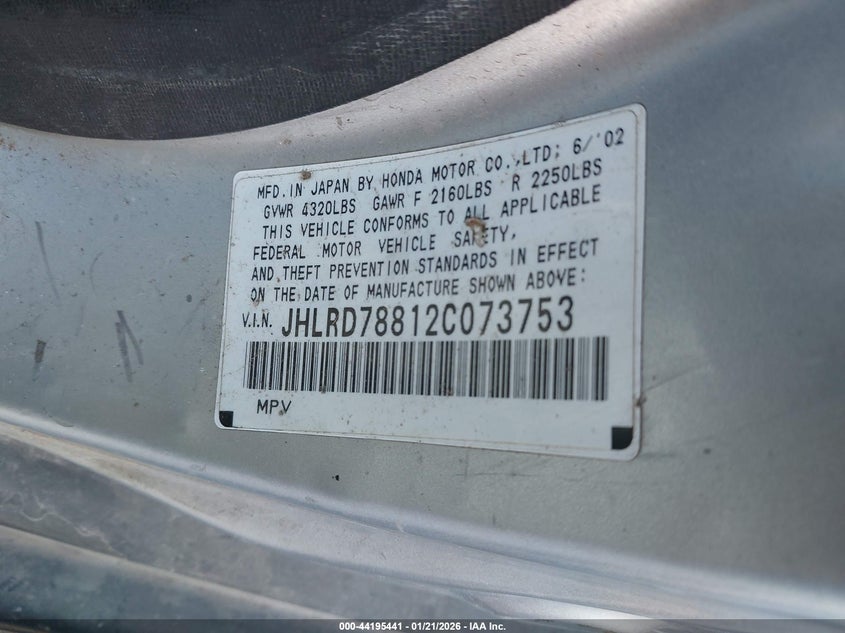 MFD. IN JAPAN BY HONDA MOTOR CO.,LTD; 6/'02
GVWR 4320LBS GAWR F 2160LBS R 2250LBS
THIS VEHICLE CONFORMS TO ALL APPLICABLE
FEDERAL MOTOR VEHICLE SAFETY,
AND THEFT PREVENTION STANDARDS IN EFFECT
ON THE DATE OF MANUFACTURE SHOWN ABOVE:
V.I.N. JHLRD78812C073753
MPV
000-44195441 | 01/21/2026 - IAA Inc.